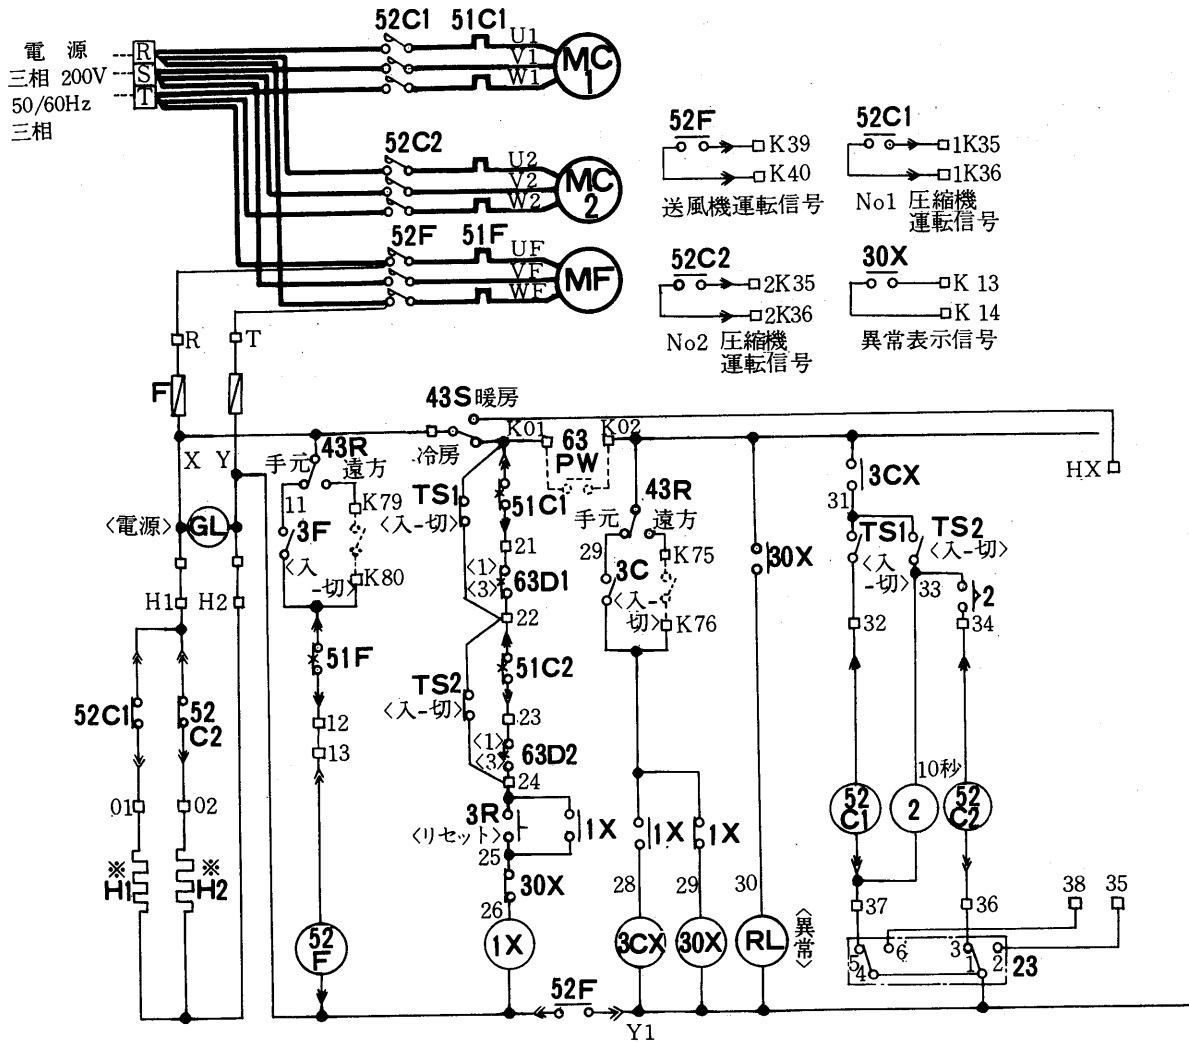 52C1 51C1
電源
三相 200V
50/60Hz
三相
R
S
T
U1
V1
W1
MC
1
52C2
U2
V2
W2
MC
2
52F 51F
UF
VF
WF
MF
52F
K39
K40
送風機運転信号
52C1
1K35
1K36
No1 圧縮機
運転信号
52C2
2K35
2K36
No2 圧縮機
運転信号
30X
K 13
K 14
異常表示信号
R T
F
43S 暖房
冷房
K01 K02
63
PW
HX
X Y
手元 43R 遠方
11
K79
3F
<入
-切>
K80
<電源>
GL
H1 H2
51F
12
13
52
F
52C1
52
C2
01 02
※
H1
※
H2
TS1
<入-切>
51C1
21
<1>
<3>
63D1
22
TS2
<入-切>
51C2
23
<1>
<3>
63D2
24
3R
<リセット>
1X
25
30X
26
1X
52F
Y1
43R
手元 遠方
29
K75
3C
<入-
切>
K76
1X 1X
28 29
3CX 30X
30X
30
RL
<異常>
3CX
31
TS1
<入
-切>
TS2
<入-切>
33
2
32 34
10秒
52
C1
2
52
C2
37 36
38 35
5 6 3 1 2
4
23